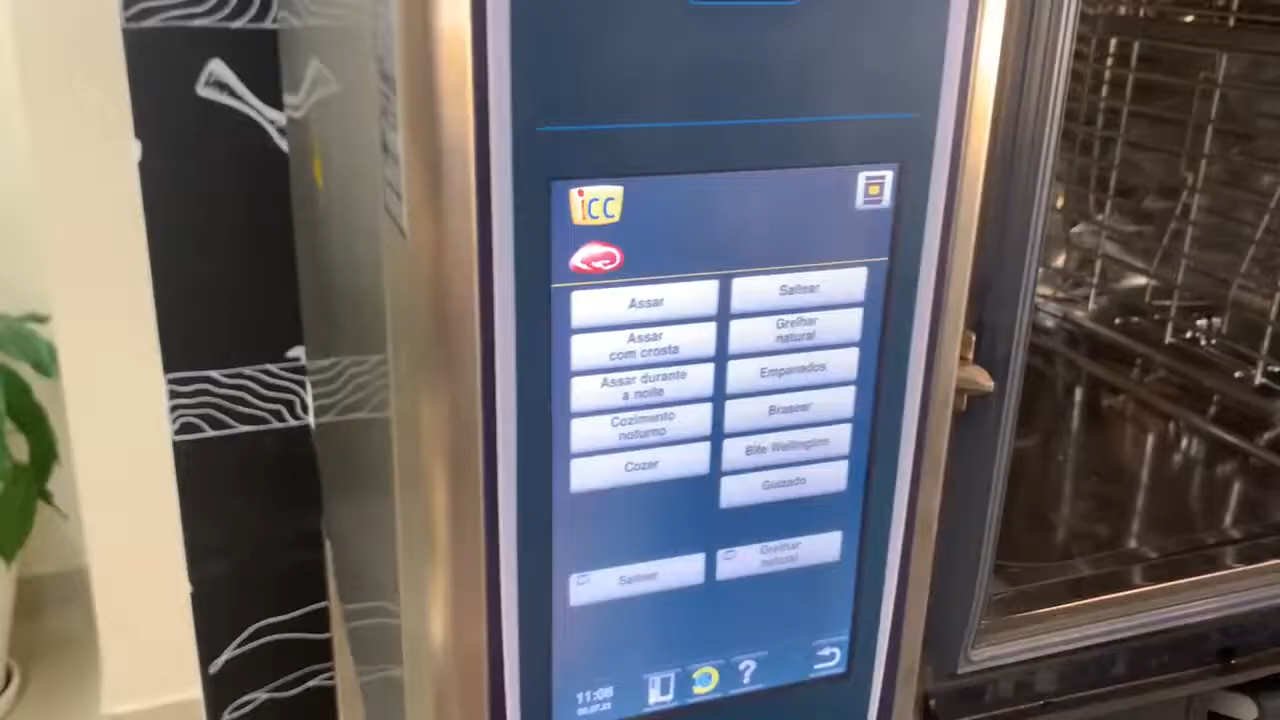 iCC
Assar
Saltear
Assar
com crosta
Grelhar
natural
Assar durante
a noite
Empanados
Cozimento
noturno
Brasear
Cozer
Bife Wellington
Guizado
Saltear
Grelhar
natural
?
11:08